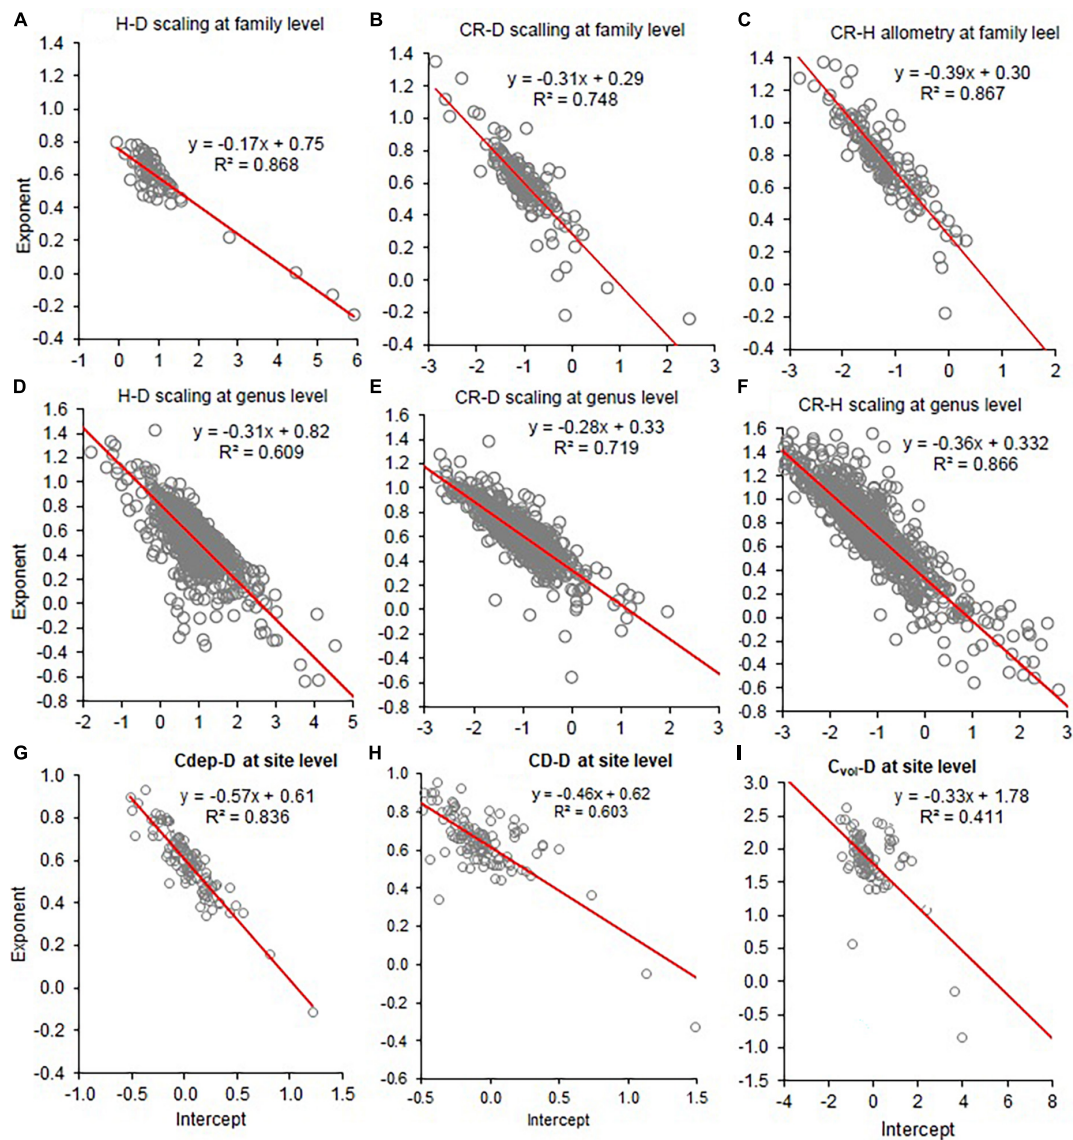 A
H-D scaling at family level
y = -0.17x + 0.75
R² = 0.868
Exponent
1.4
1.2
1.0
0.8
0.6
0.4
0.2
0.0
-0.2
-0.4
-1 0 1 2 3 4 5 6
B
CR-D scalling at family level
y = -0.31x + 0.29
R² = 0.748
1.4
1.2
1.0
0.8
0.6
0.4
0.2
0.0
-0.2
-0.4
-3 -2 -1 0 1 2 3
C
CR-H allometry at family leel
y = -0.39x + 0.30
R² = 0.867
1.4
1.2
1.0
0.8
0.6
0.4
0.2
0.0
-0.2
-0.4
-3 -2 -1 0 1 2
D
H-D scaling at genus level
y = -0.31x + 0.82
R² = 0.609
Exponent
1.6
1.4
1.2
1.0
0.8
0.6
0.4
0.2
0.0
-0.2
-0.4
-0.6
-0.8
-2 -1 0 1 2 3 4 5
E
CR-D scaling at genus level
y = -0.28x + 0.33
R² = 0.719
1.6
1.4
1.2
1.0
0.8
0.6
0.4
0.2
0.0
-0.2
-0.4
-0.6
-0.8
-3 -2 -1 0 1 2 3
F
CR-H scaling at genus level
y = -0.36x + 0.332
R² = 0.866
1.6
1.4
1.2
1.0
0.8
0.6
0.4
0.2
0.0
-0.2
-0.4
-0.6
-0.8
-3 -2 -1 0 1 2 3
G
Cdep-D at site level
y = -0.57x + 0.61
R² = 0.836
Exponent
1.0
0.8
0.6
0.4
0.2
0.0
-0.2
-0.4
-1.0 -0.5 0.0 0.5 1.0 1.5
Intercept
H
CD-D at site level
y = -0.46x + 0.62
R² = 0.603
1.0
0.8
0.6
0.4
0.2
0.0
-0.2
-0.4
-0.6
-0.5 0.0 0.5 1.0 1.5
Intercept
I
Cvol-D at site level
y = -0.33x + 1.78
R² = 0.411
3.0
2.5
2.0
1.5
1.0
0.5
0.0
-0.5
-1.0
-1.5
-4 -2 0 2 4 6 8
Intercept